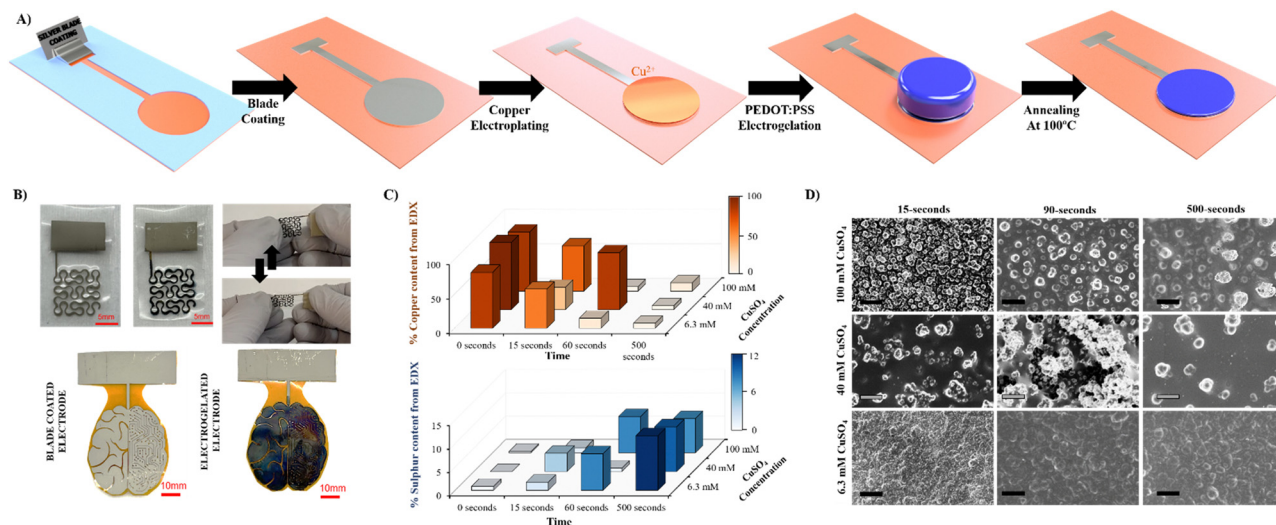 A)
SILVER BLADE
COATING
Blade
Coating
Copper
Electroplating
Cu²⁺
PEDOT:PSS
Electrogelation
Annealing
At 100°C
B)
5mm
5mm
BLADE COATED
ELECTRODE
10mm
ELECTROGELATED
ELECTRODE
10mm
C)
% Copper content from EDX
100
50
0
0 seconds
15 seconds
60 seconds
500
seconds
Time
6.3 mM
40 mM
100 mM
CuSO₄
Concentration
100
50
0
% Sulphur content from EDX
15
10
5
0
0 seconds
15 seconds
60 seconds
500 seconds
Time
6.3 mM
40 mM
100 mM
CuSO₄
Concentration
12
6
0
D)
15-seconds
90-seconds
500-seconds
100 mM CuSO₄
40 mM CuSO₄
6.3 mM CuSO₄